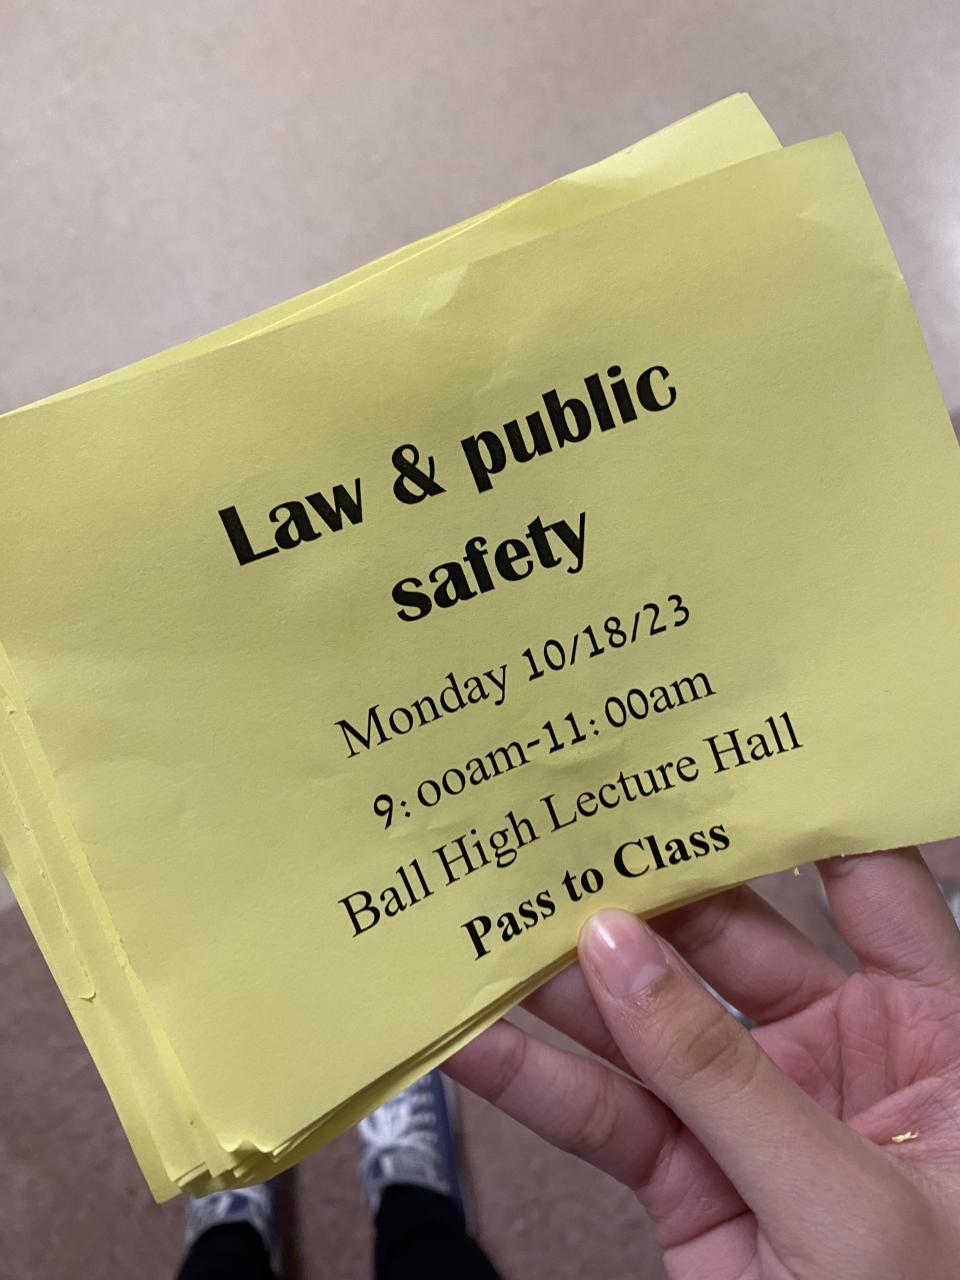 Law & public
safety
Monday 10/18/23
9:00am-11:00am
Ball High Lecture Hall
Pass to Class